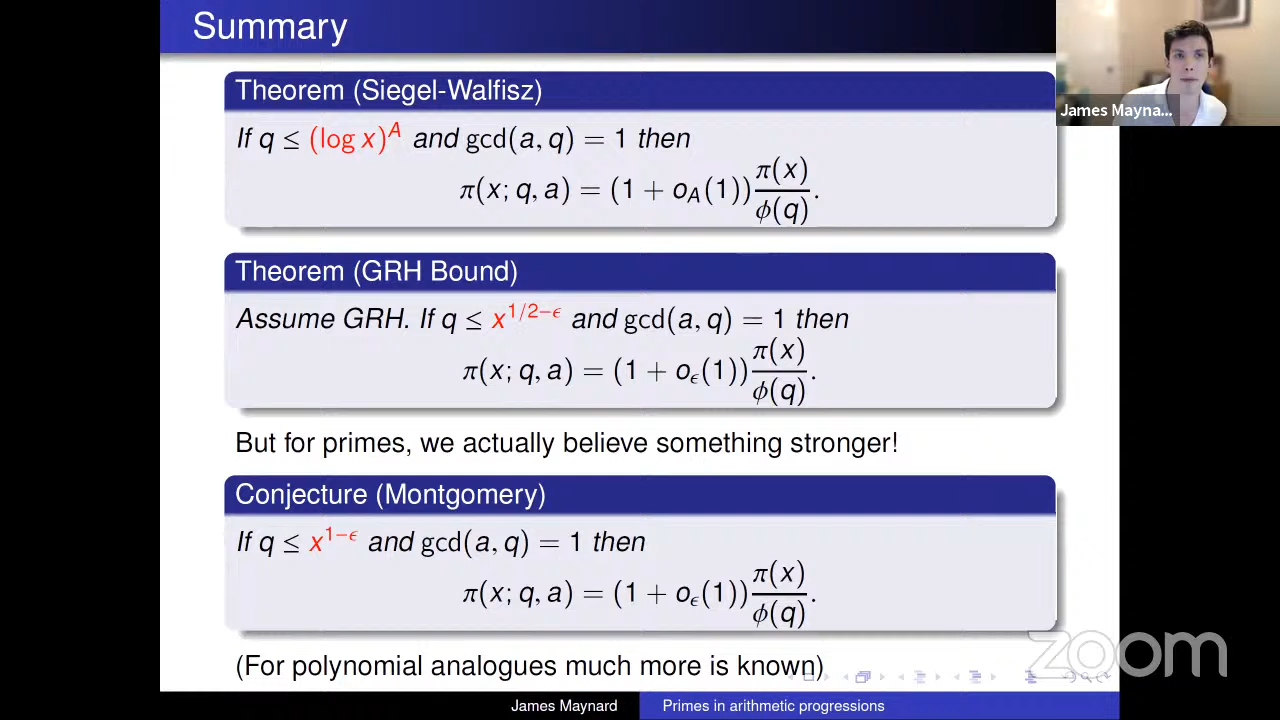 Summary
James Mayna...
Theorem (Siegel-Walfisz)
If q ≤ (log x)^A and gcd(a, q) = 1 then
π(x; q, a) = (1 + o_A(1)) π(x)/ϕ(q).
Theorem (GRH Bound)
Assume GRH. If q ≤ x^{1/2−ϵ} and gcd(a, q) = 1 then
π(x; q, a) = (1 + o_ϵ(1)) π(x)/ϕ(q).
But for primes, we actually believe something stronger!
Conjecture (Montgomery)
If q ≤ x^{1−ϵ} and gcd(a, q) = 1 then
π(x; q, a) = (1 + o_ϵ(1)) π(x)/ϕ(q).
(For polynomial analogues much more is known)
zoom
James Maynard
Primes in arithmetic progressions